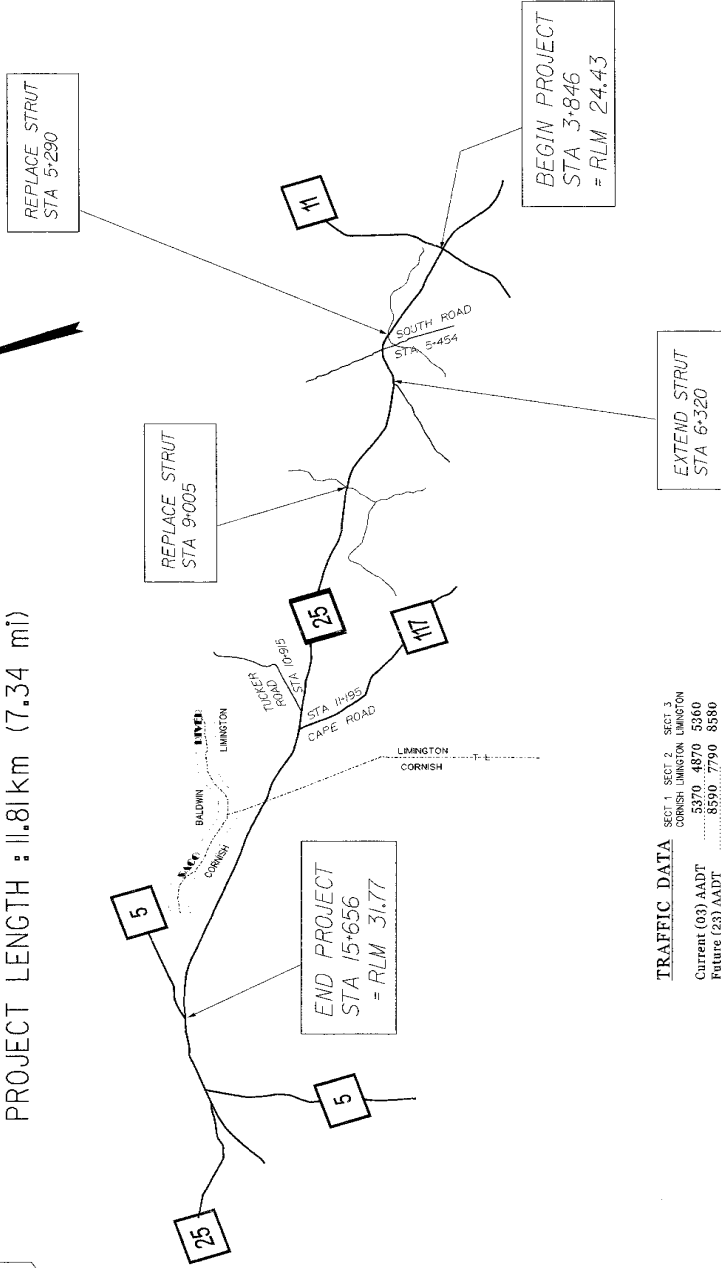 PROJECT LENGTH : 11.81km (7.34 mi)
REPLACE STRUT
STA 5+290
REPLACE STRUT
STA 9+005
11
SOUTH ROAD
STA 5+454
BEGIN PROJECT
STA 3+846
= RLM 24.43
EXTEND STRUT
STA 6+320
25
117
TUCKER
ROAD
STA 10+915
STA 11+195
CAPE ROAD
SACO
RIVER
BALDWIN
LIMINGTON
CORNISH
LIMINGTON
CORNISH
T L
5
END PROJECT
STA 15+656
= RLM 31.77
5
25
TRAFFIC DATA
SECT 1 SECT 2 SECT 3
CORNISH LIMINGTON LIMINGTON
Current (03) AADT 5370 4870 5360
Future (23) AADT 8590 7790 8580